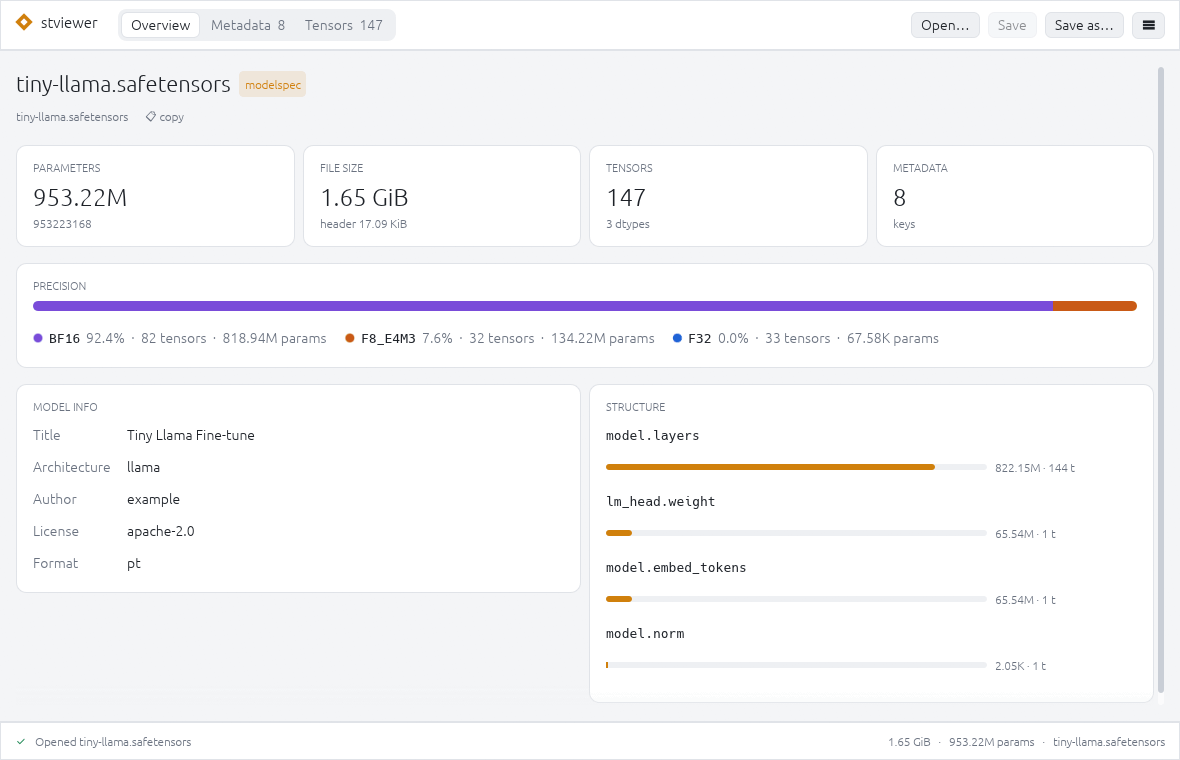 stviewer Overview Metadata 8 Tensors 147 Open... Save Save as...
tiny-llama.safetensors modelspec
tiny-llama.safetensors copy
PARAMETERS
953.22M
953223168
FILE SIZE
1.65 GiB
header 17.09 KiB
TENSORS
147
3 dtypes
METADATA
8
keys
PRECISION
BF16 92.4% · 82 tensors · 818.94M params F8_E4M3 7.6% · 32 tensors · 134.22M params F32 0.0% · 33 tensors · 67.58K params
MODEL INFO
Title Tiny Llama Fine-tune
Architecture llama
Author example
License apache-2.0
Format pt
STRUCTURE
model.layers
822.15M · 144 t
lm_head.weight
65.54M · 1 t
model.embed_tokens
65.54M · 1 t
model.norm
2.05K · 1 t
Opened tiny-llama.safetensors 1.65 GiB · 953.22M params · tiny-llama.safetensors